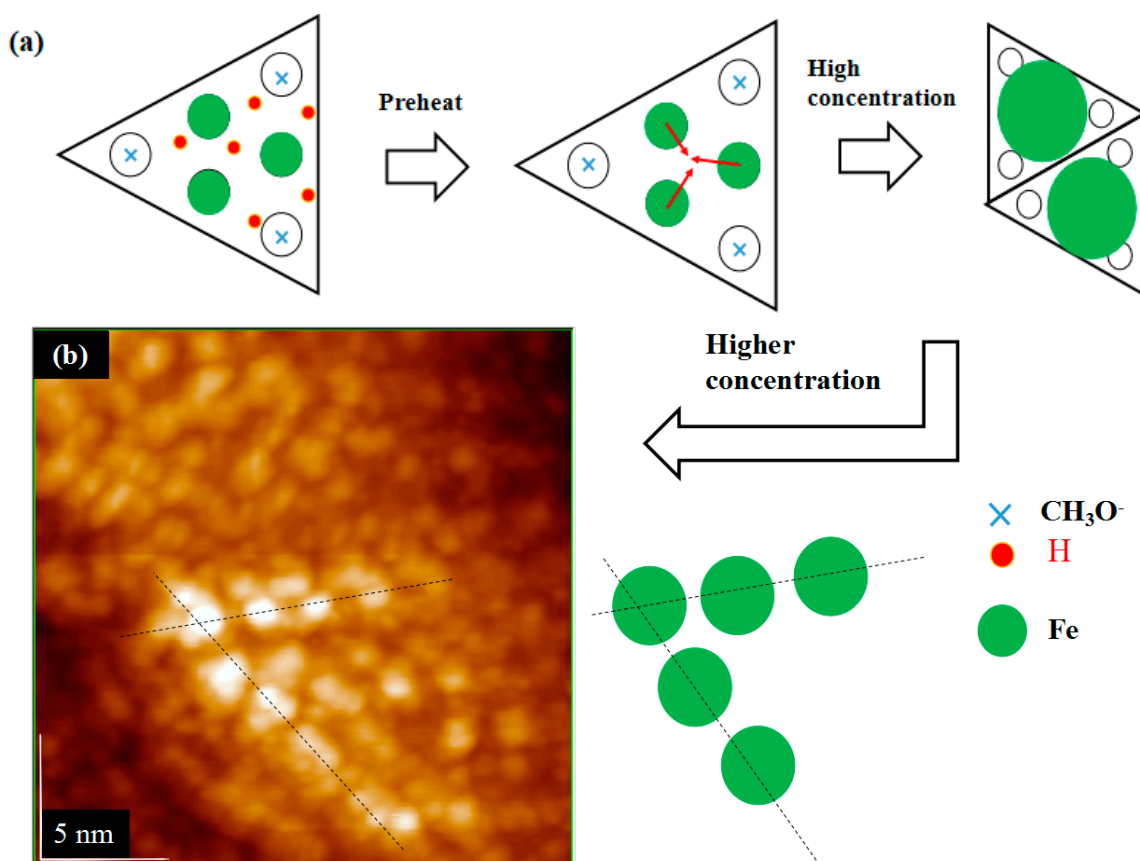 (a)
Preheat
High
concentration
(b)
Higher
concentration
CH₃O⁻
H
Fe
5 nm